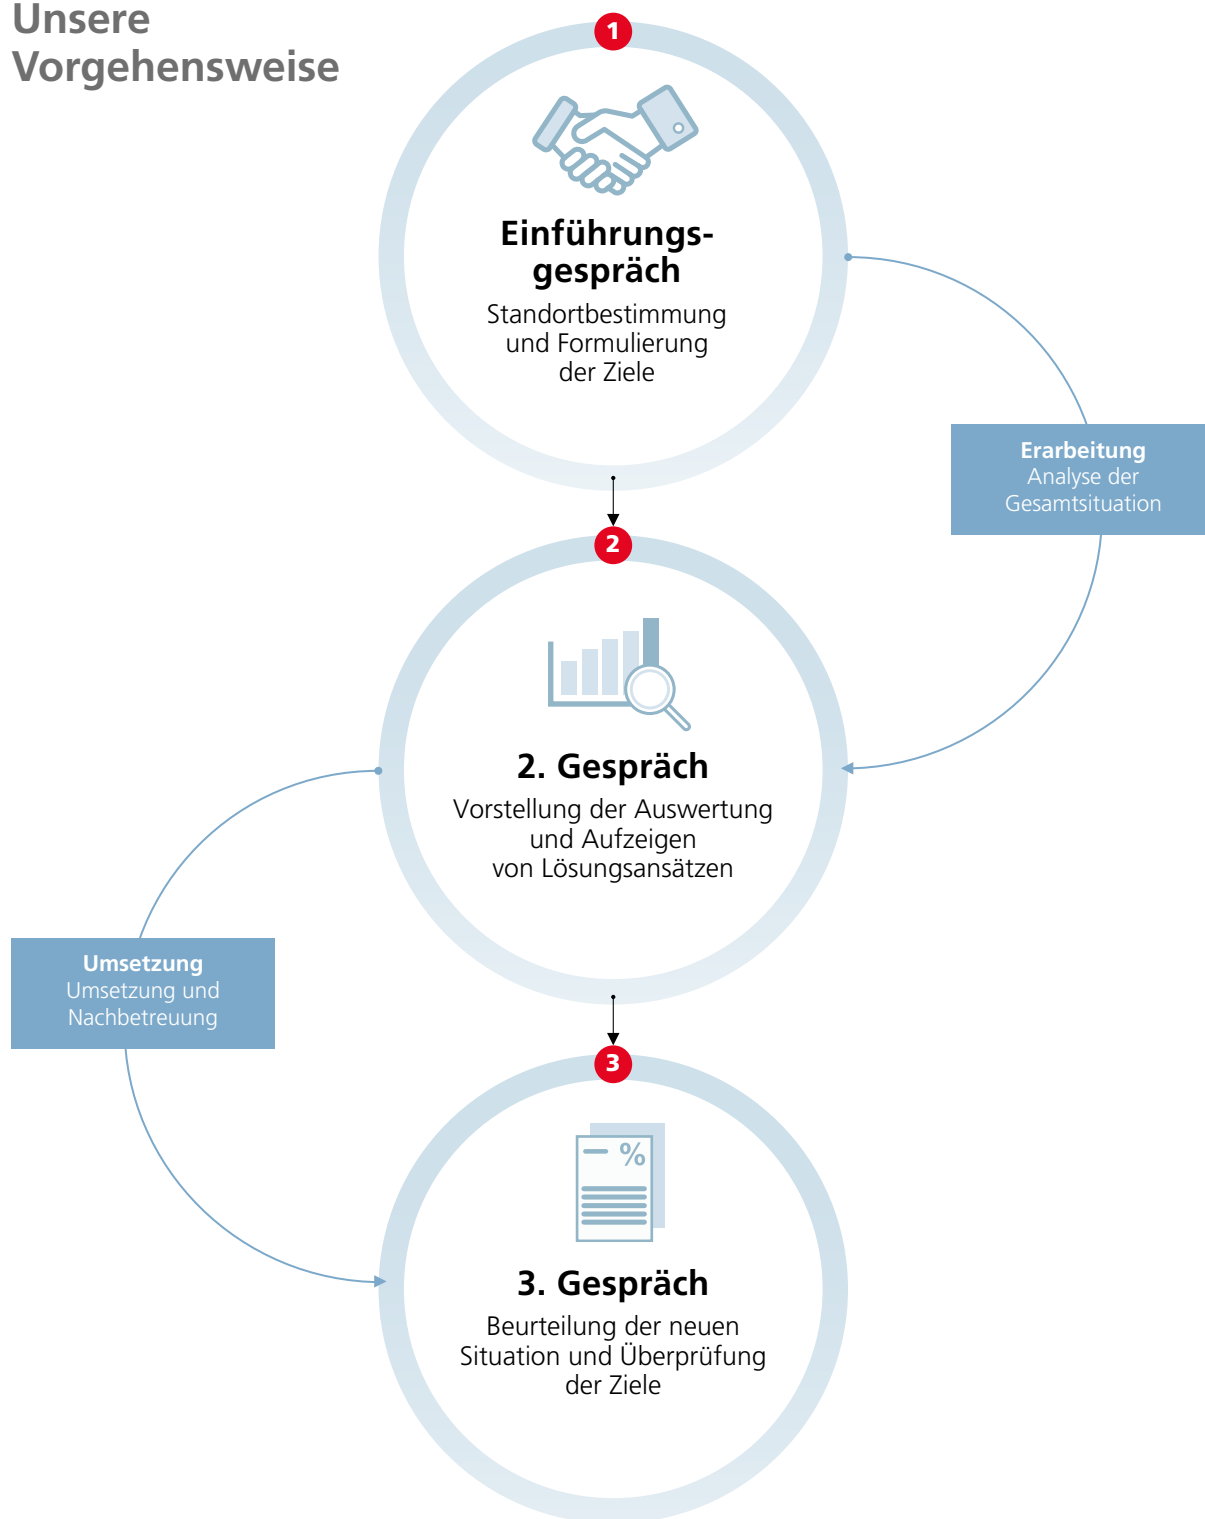 Unsere
Vorgehensweise
1
Einführungs-
gespräch
Standortbestimmung
und Formulierung
der Ziele
Erarbeitung
Analyse der
Gesamtsituation
2
2. Gespräch
Vorstellung der Auswertung
und Aufzeigen
von Lösungsansätzen
Umsetzung
Umsetzung und
Nachbetreuung
3
%
3. Gespräch
Beurteilung der neuen
Situation und Überprüfung
der Ziele